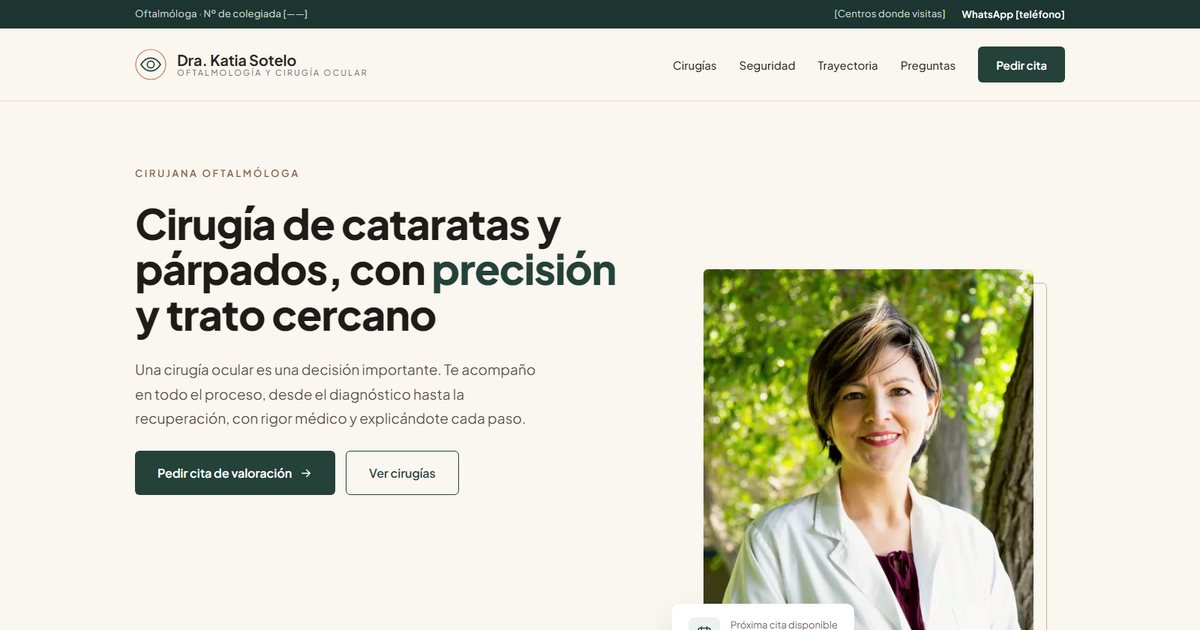 Oftalmóloga · Nº de colegiada [——]
[Centros donde visitas]
WhatsApp [teléfono]
Dra. Katia Sotelo
OFTALMOLOGÍA Y CIRUGÍA OCULAR
Cirugías
Seguridad
Trayectoria
Preguntas
Pedir cita
CIRUJANA OFTALMÓLOGA
Cirugía de cataratas y
párpados, con precisión
y trato cercano
Una cirugía ocular es una decisión importante. Te acompaño
en todo el proceso, desde el diagnóstico hasta la
recuperación, con rigor médico y explicándote cada paso.
Pedir cita de valoración →
Ver cirugías
Próxima cita disponible